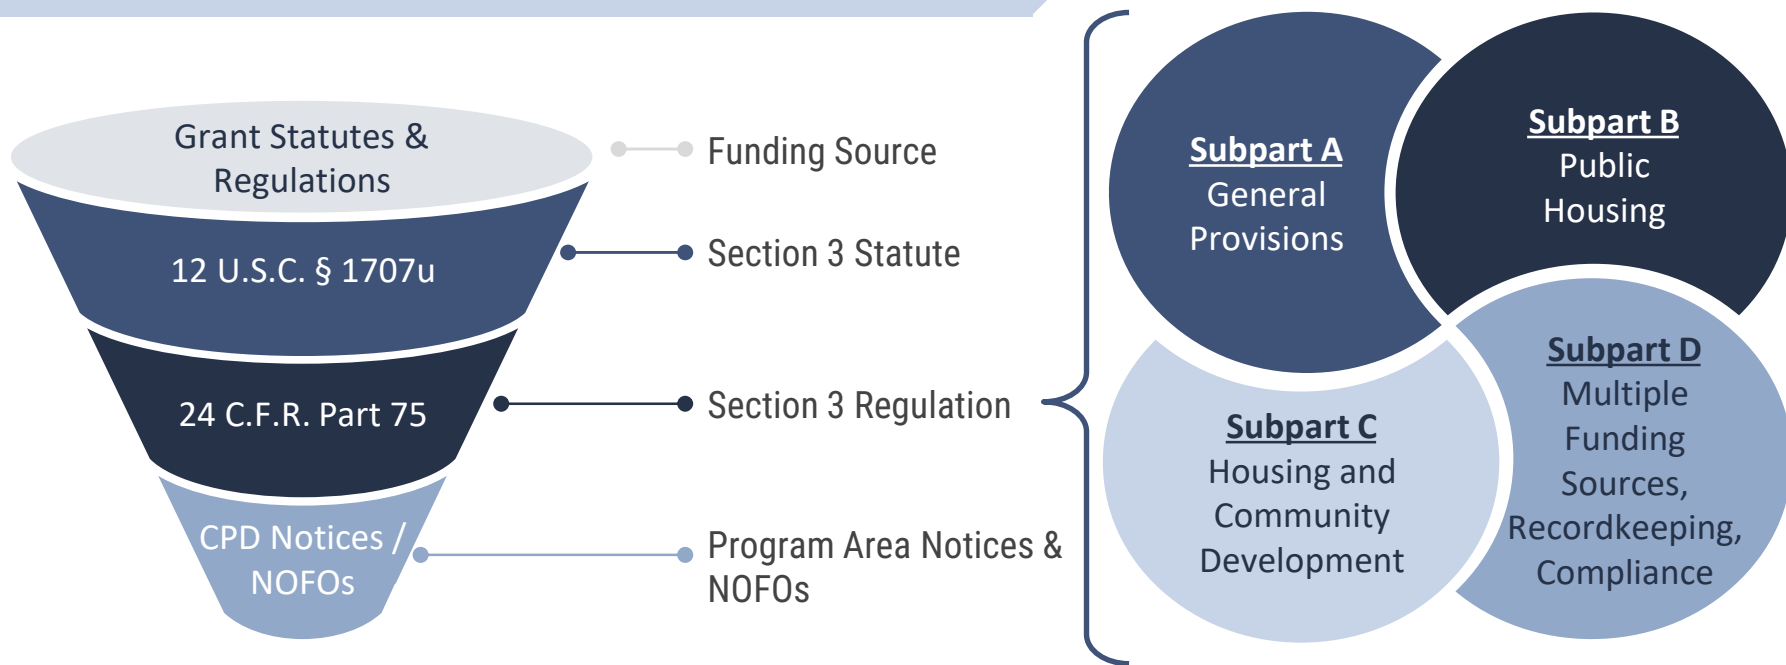 Grant Statutes &
Regulations
12 U.S.C. § 1707u
24 C.F.R. Part 75
CPD Notices /
NOFOs
Funding Source
Section 3 Statute
Section 3 Regulation
Program Area Notices &
NOFOs
Subpart A
General
Provisions
Subpart B
Public
Housing
Subpart C
Housing and
Community
Development
Subpart D
Multiple
Funding
Sources,
Recordkeeping,
Compliance